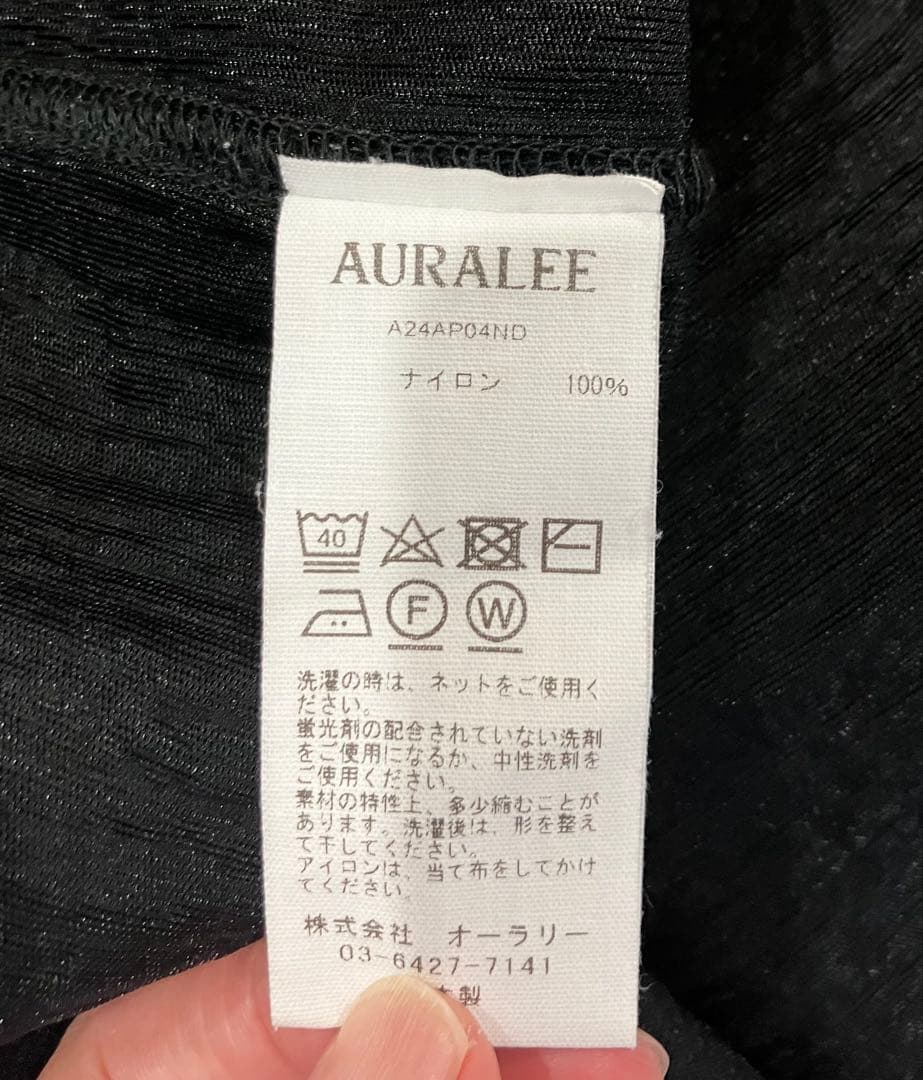 AURALEE
A24AP04ND
ナイロン 100%
40
F W
洗濯の時は、ネットをご使用く
ださい。
蛍光剤の配合されていない洗剤
をご使用になるか、中性洗剤を
ご使用ください。
素材の特性上、多少縮むことが
あります。洗濯後は、形を整え
て干してください。
アイロンは、当て布をしてかけ
てください。
株式会社 オーラリー
03-6427-7141
製